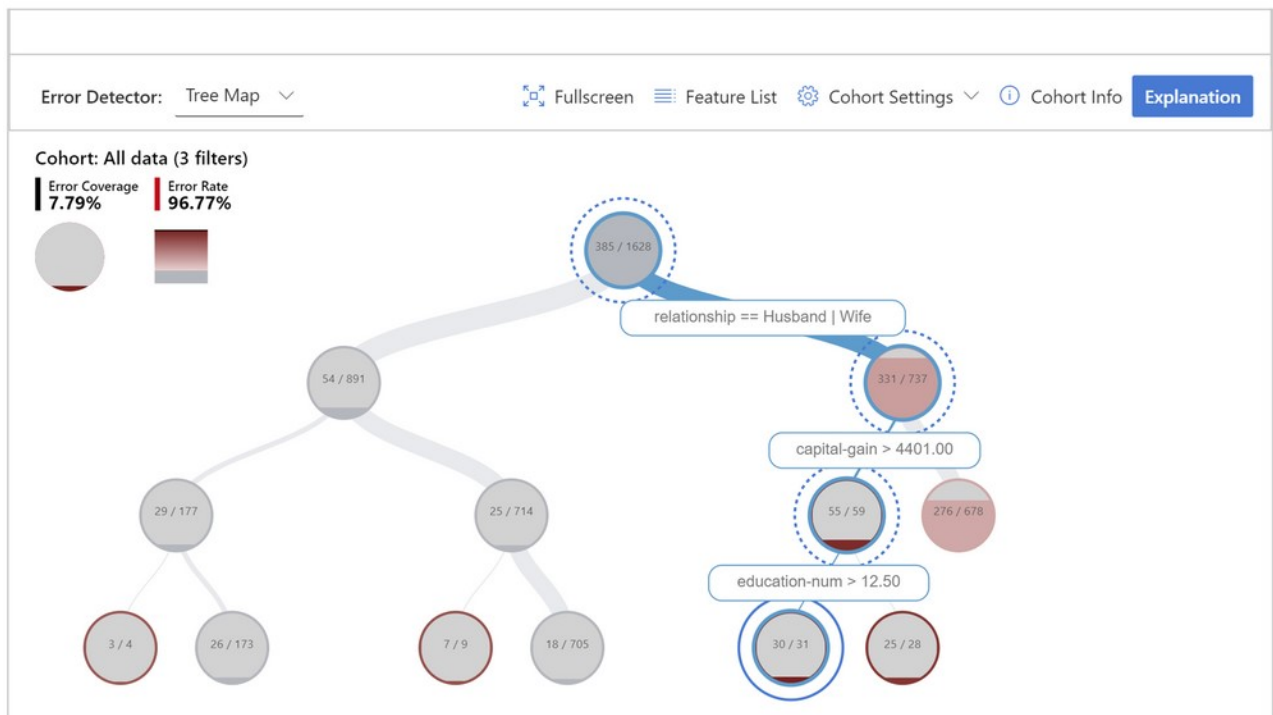 Error Detector: Tree Map Fullscreen Feature List Cohort Settings Cohort Info Explanation
Cohort: All data (3 filters)
Error Coverage Error Rate
7.79% 96.77%
385 / 1628
relationship == Husband | Wife
54 / 891 331 / 737
capital-gain > 4401.00
29 / 177 25 / 714 55 / 59 276 / 678
education-num > 12.50
3 / 4 26 / 173 7 / 9 18 / 705 30 / 31 25 / 28